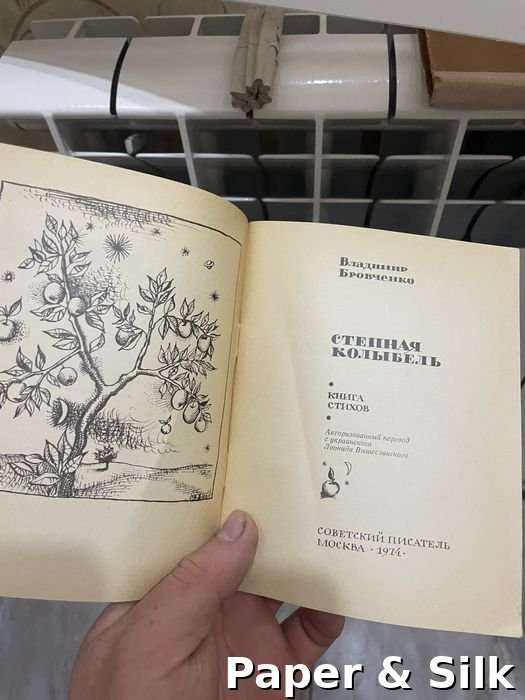 Владимир
Бровченко
СТЕПНАЯ
КОЛЫБЕЛЬ
КНИГА
СТИХОВ
Авторизованный перевод
с украинского
Леонида Вышеславского
СОВЕТСКИЙ ПИСАТЕЛЬ
МОСКВА · 1974 ·
Paper & Silk